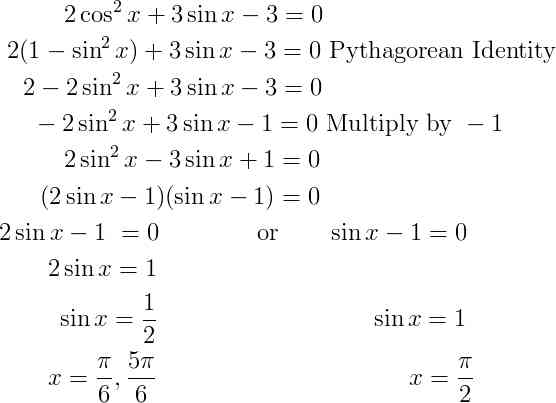 2 cos² x + 3 sin x − 3 = 0
2(1 − sin² x) + 3 sin x − 3 = 0 Pythagorean Identity
2 − 2 sin² x + 3 sin x − 3 = 0
− 2 sin² x + 3 sin x − 1 = 0 Multiply by − 1
2 sin² x − 3 sin x + 1 = 0
(2 sin x − 1)(sin x − 1) = 0
2 sin x − 1 = 0 or sin x − 1 = 0
2 sin x = 1
sin x = 1/2 sin x = 1
x = π/6, 5π/6 x = π/2